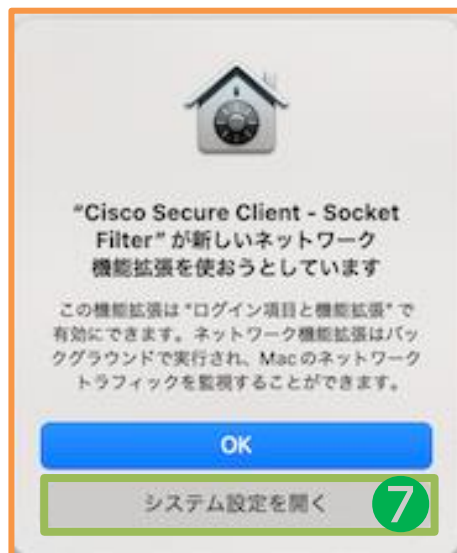 "Cisco Secure Client - Socket
Filter"が新しいネットワーク
機能拡張を使おうとしています
この機能拡張は"ログイン項目と機能拡張"で
有効にできます。ネットワーク機能拡張はバッ
クグラウンドで実行され、Macのネットワーク
トラフィックを監視することができます。
OK
システム設定を開く 7